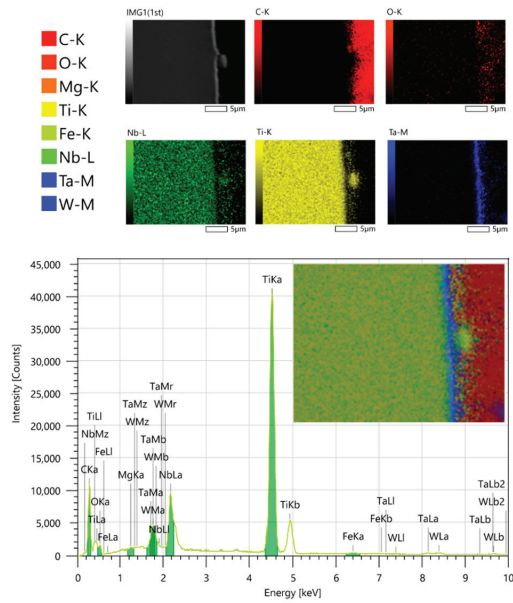 IMG1(1st)
C-K
O-K
5μm
5μm
5μm
C-K
O-K
Mg-K
Ti-K
Fe-K
Nb-L
Ta-M
W-M
Nb-L
Ti-K
Ta-M
5μm
5μm
5μm
45,000
40,000
35,000
30,000
25,000
20,000
15,000
10,000
5,000
0
Intensity [Counts]
TiKa
TaMr
TaMz
WMr
TiLl
WMz
NbMz
TaMb
FeLl
WMb
CKa
MgKa
NbLa
OKa
TaMa
TiLa
WMa
FeLa
NbLl
TiKb
TaLl
TaLb2
FeKb
WLb2
FeKa
TaLa
TaLb
WLl
WLa
WLb
0 1 2 3 4 5 6 7 8 9 10
Energy [keV]